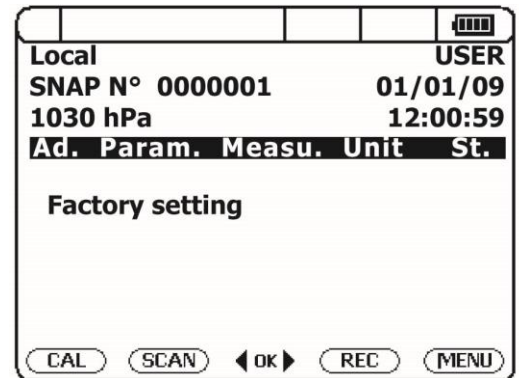 Local USER
SNAP N° 0000001 01/01/09
1030 hPa 12:00:59
Ad. Param. Measu. Unit St.
Factory setting
CAL SCAN OK REC MENU